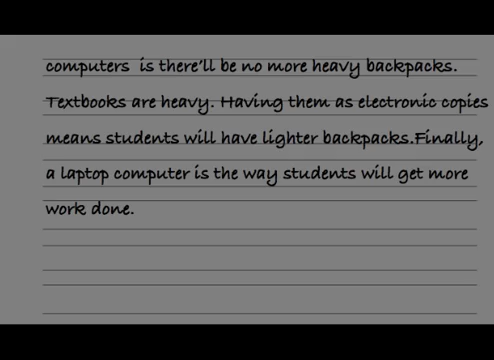 computers is there'll be no more heavy backpacks.
Textbooks are heavy. Having them as electronic copies
means students will have lighter backpacks.Finally,
a laptop computer is the way students will get more
work done.